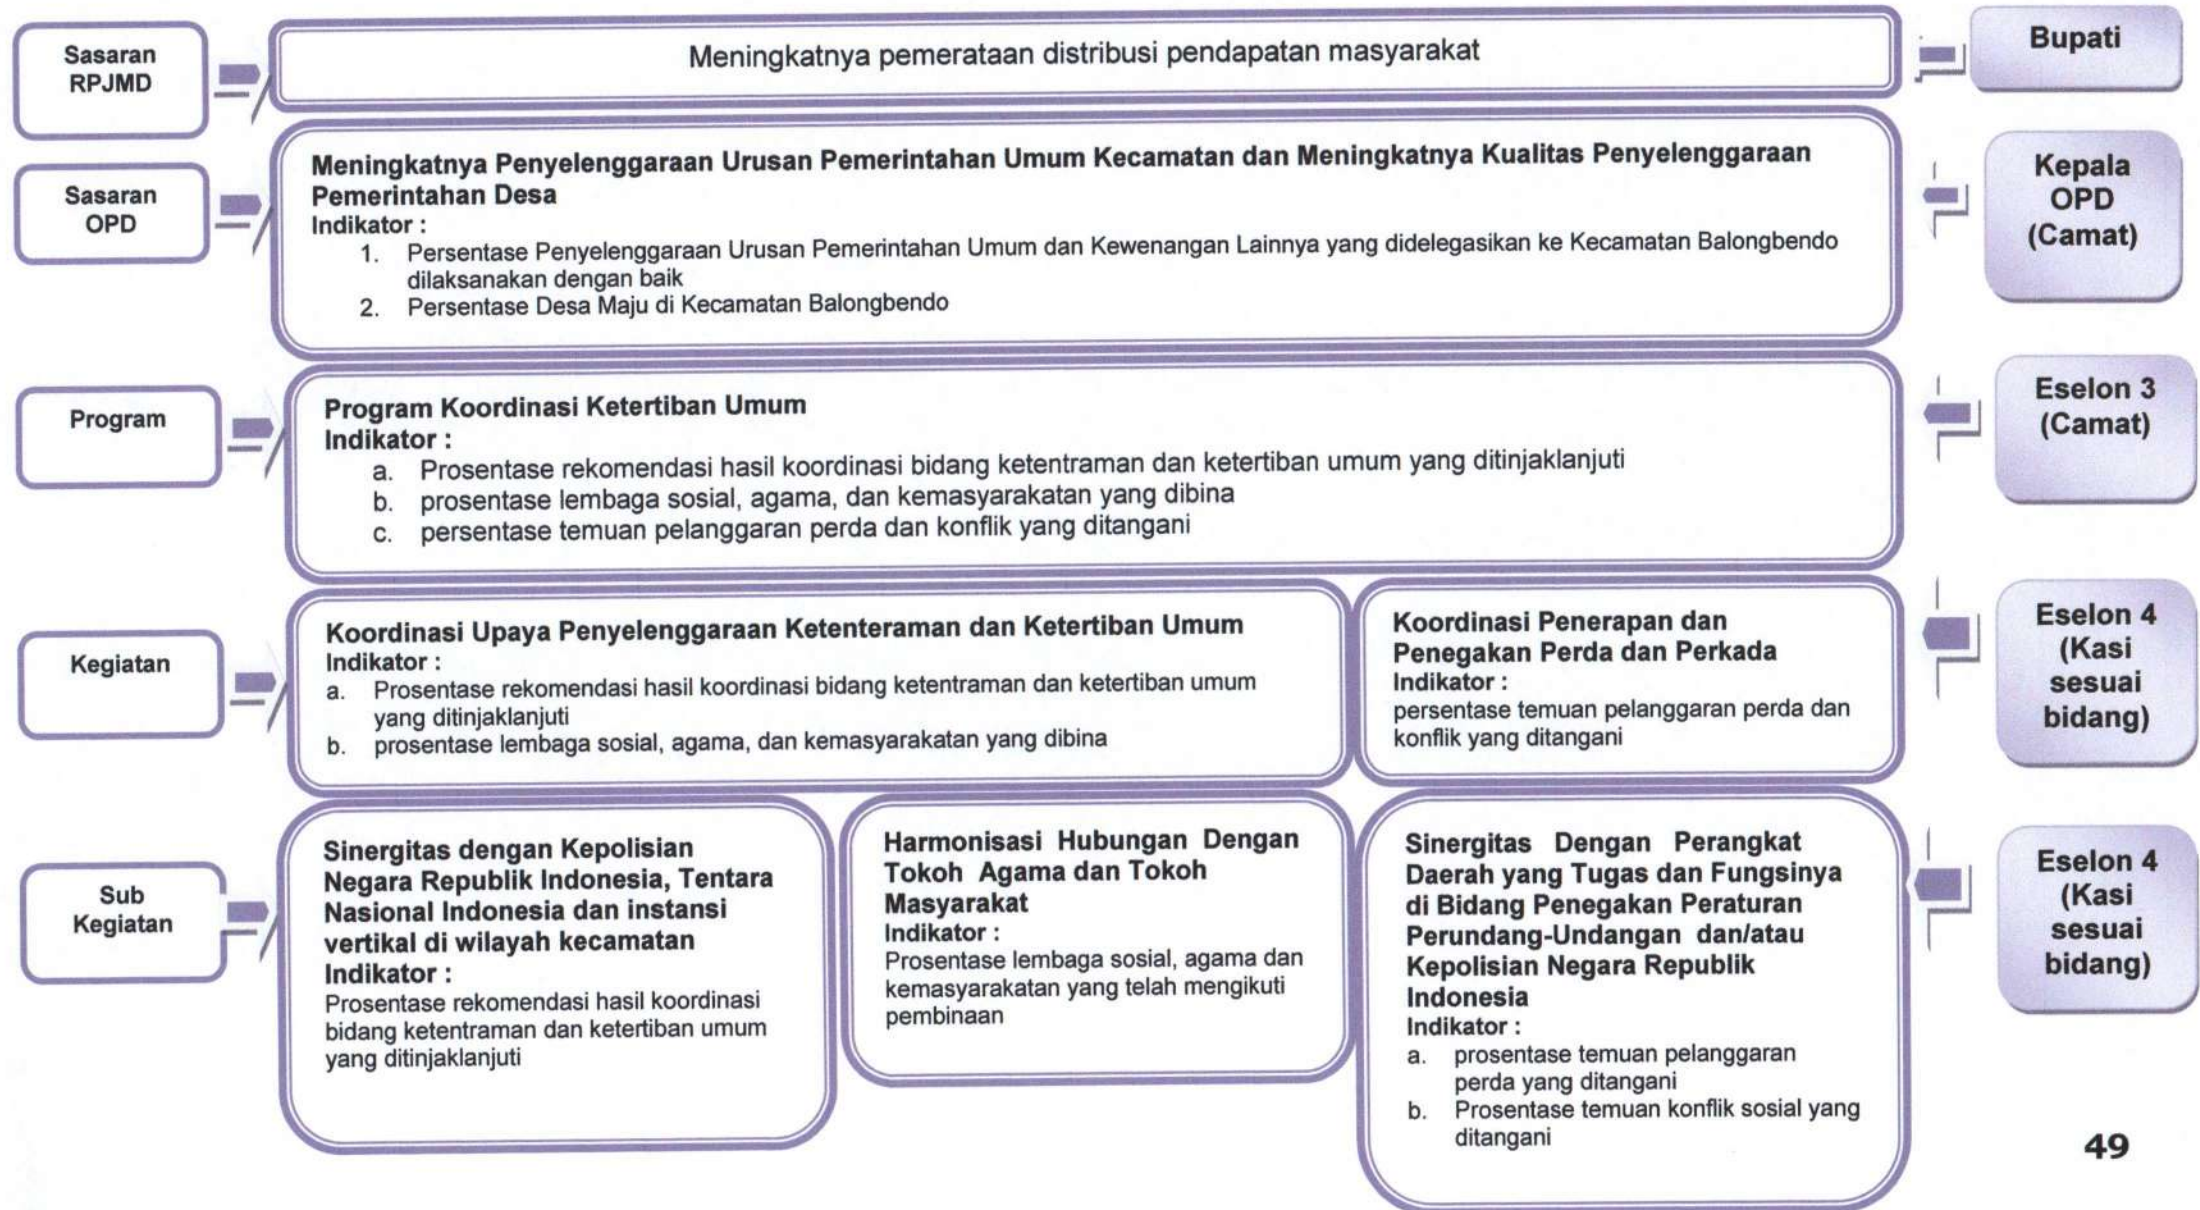 Sasaran
RPJMD
Meningkatnya pemerataan distribusi pendapatan masyarakat
Bupati
Sasaran
OPD
Meningkatnya Penyelenggaraan Urusan Pemerintahan Umum Kecamatan dan Meningkatnya Kualitas Penyelenggaraan
Pemerintahan Desa
Indikator :
1. Persentase Penyelenggaraan Urusan Pemerintahan Umum dan Kewenangan Lainnya yang didelegasikan ke Kecamatan Balongbendo
dilaksanakan dengan baik
2. Persentase Desa Maju di Kecamatan Balongbendo
Kepala
OPD
(Camat)
Program
Program Koordinasi Ketertiban Umum
Indikator :
a. Prosentase rekomendasi hasil koordinasi bidang ketentraman dan ketertiban umum yang ditinjaklanjuti
b. prosentase lembaga sosial, agama, dan kemasyarakatan yang dibina
c. persentase temuan pelanggaran perda dan konflik yang ditangani
Eselon 3
(Camat)
Kegiatan
Koordinasi Upaya Penyelenggaraan Ketenteraman dan Ketertiban Umum
Indikator :
a. Prosentase rekomendasi hasil koordinasi bidang ketentraman dan ketertiban umum
yang ditinjaklanjuti
b. prosentase lembaga sosial, agama, dan kemasyarakatan yang dibina
Koordinasi Penerapan dan
Penegakan Perda dan Perkada
Indikator :
persentase temuan pelanggaran perda dan
konflik yang ditangani
Eselon 4
(Kasi
sesuai
bidang)
Sub
Kegiatan
Sinergitas dengan Kepolisian
Negara Republik Indonesia, Tentara
Nasional Indonesia dan instansi
vertikal di wilayah kecamatan
Indikator :
Prosentase rekomendasi hasil koordinasi
bidang ketentraman dan ketertiban umum
yang ditinjaklanjuti
Harmonisasi Hubungan Dengan
Tokoh Agama dan Tokoh
Masyarakat
Indikator :
Prosentase lembaga sosial, agama dan
kemasyarakatan yang telah mengikuti
pembinaan
Sinergitas Dengan Perangkat
Daerah yang Tugas dan Fungsinya
di Bidang Penegakan Peraturan
Perundang-Undangan dan/atau
Kepolisian Negara Republik
Indonesia
Indikator :
a. prosentase temuan pelanggaran
perda yang ditangani
b. Prosentase temuan konflik sosial yang
ditangani
Eselon 4
(Kasi
sesuai
bidang)
49